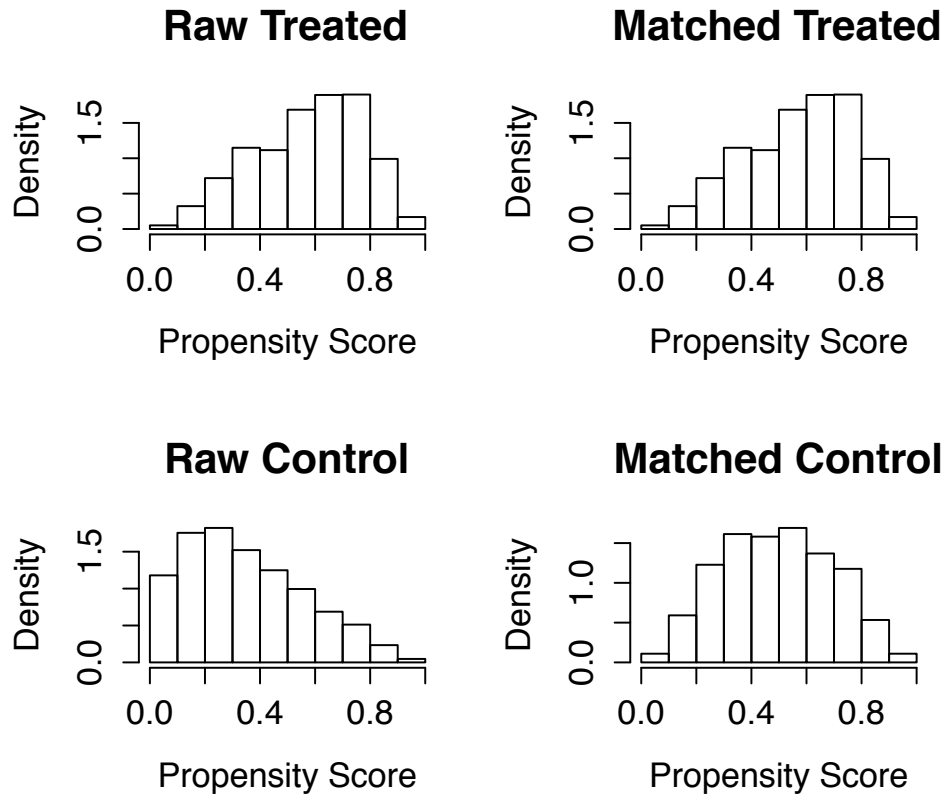 Raw Treated
Density
0.0 1.5
0.0 0.4 0.8
Propensity Score
Matched Treated
Density
0.0 1.5
0.0 0.4 0.8
Propensity Score
Raw Control
Density
0.0 1.5
0.0 0.4 0.8
Propensity Score
Matched Control
Density
0.0 1.0
0.0 0.4 0.8
Propensity Score